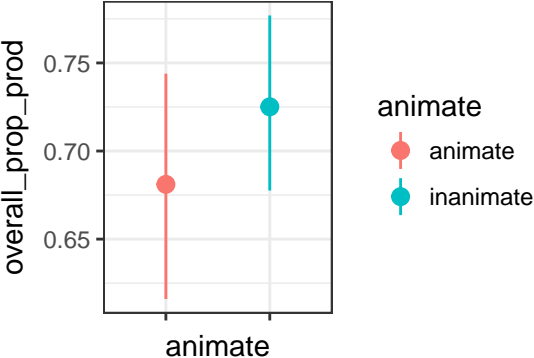 overall_prop_prod
0.75
0.70
0.65
animate
animate
animate
inanimate